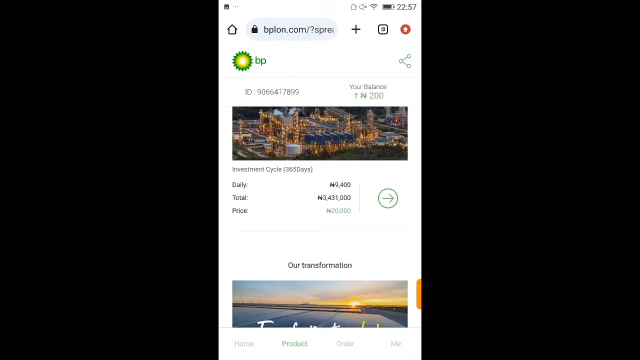 22:57
bplon.com/?sprea
bp
ID : 9066417899
Your Balance
↑ ₦ 200
Investment Cycle (365Days)
Daily: ₦9,400
Total: ₦3,431,000
Price: ₦20,000
Our transformation
Home Product Order Me